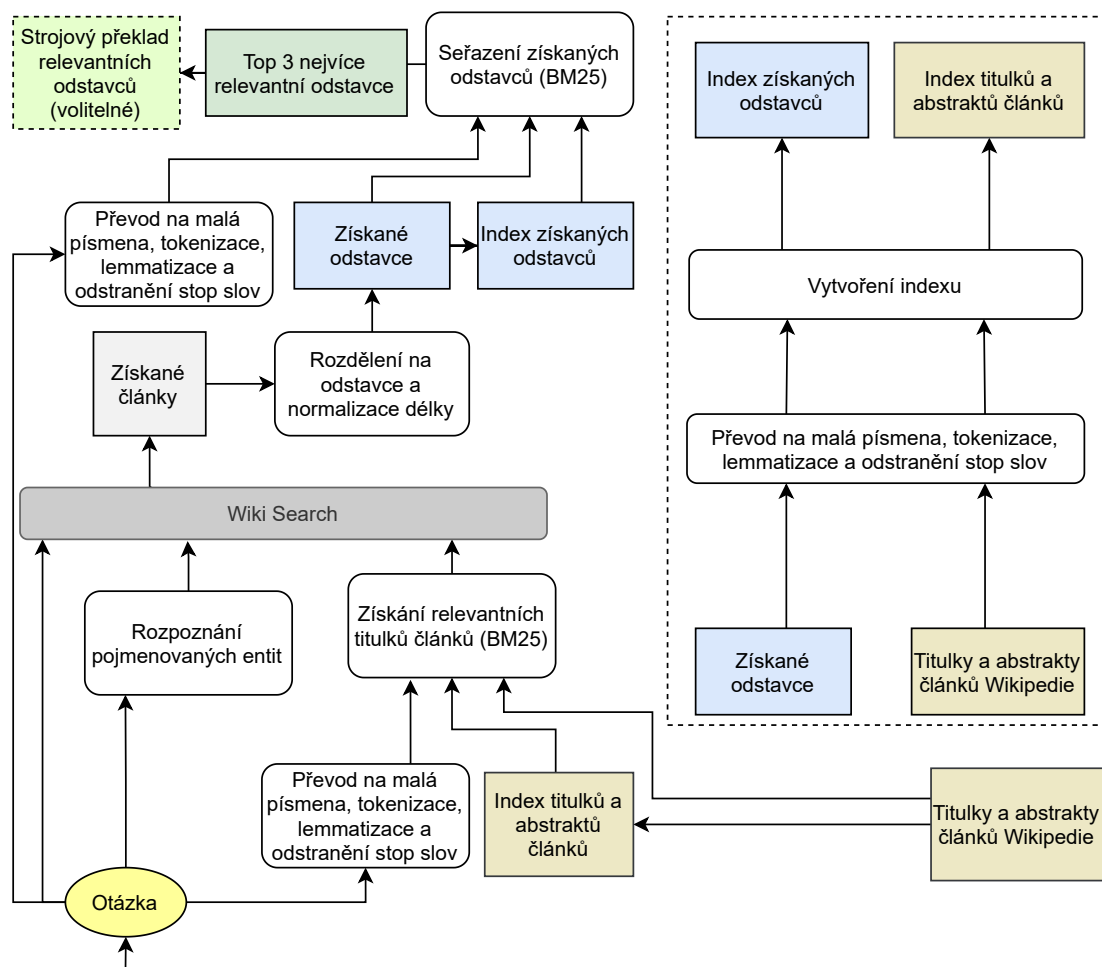 Strojový překlad
relevantních
odstavců
(volitelné)
Top 3 nejvíce
relevantní odstavce
Seřazení získaných
odstavců (BM25)
Převod na malá
písmena, tokenizace,
lemmatizace a
odstranění stop slov
Získané
odstavce
Index získaných
odstavců
Získané
články
Rozdělení na
odstavce a
normalizace délky
Wiki Search
Rozpoznání
pojmenovaných entit
Získání relevantních
titulků článků (BM25)
Převod na malá
písmena, tokenizace,
lemmatizace a
odstranění stop slov
Index titulků a
abstraktů
článků
Titulky a abstrakty
článků Wikipedie
Otázka
Index získaných
odstavců
Index titulků a
abstraktů článků
Vytvoření indexu
Převod na malá písmena, tokenizace,
lemmatizace a odstranění stop slov
Získané
odstavce
Titulky a abstrakty
článků Wikipedie